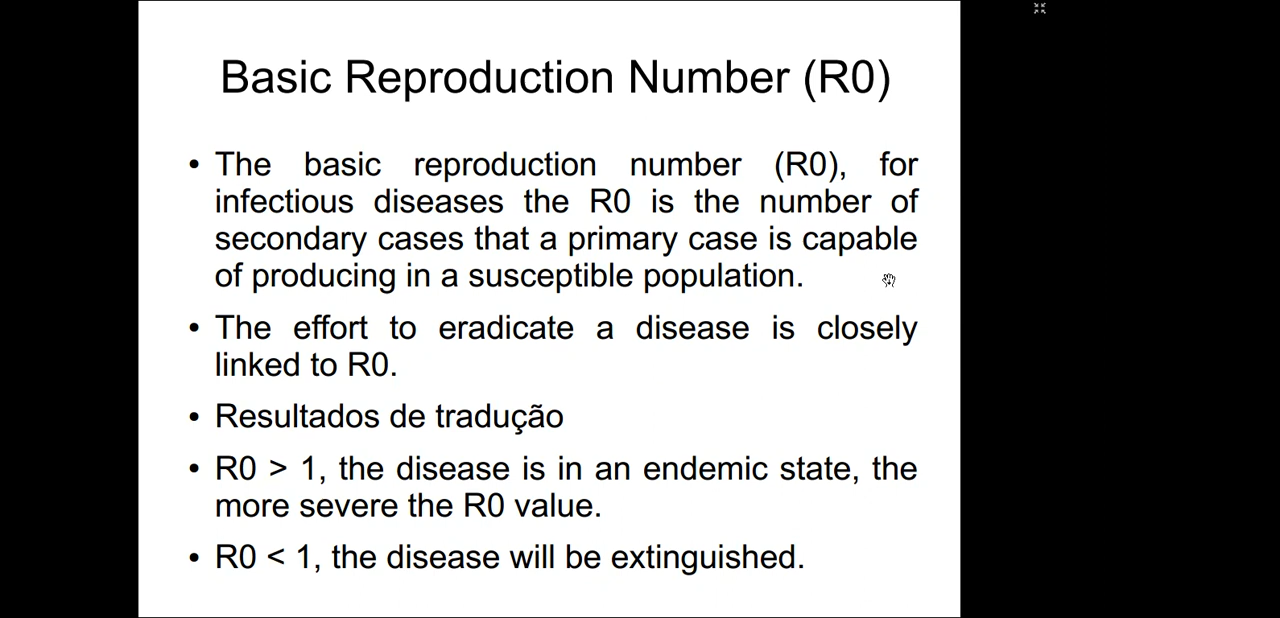 Basic Reproduction Number (R0)
• The basic reproduction number (R0), for
infectious diseases the R0 is the number of
secondary cases that a primary case is capable
of producing in a susceptible population.
• The effort to eradicate a disease is closely
linked to R0.
• Resultados de tradução
• R0 > 1, the disease is in an endemic state, the
more severe the R0 value.
• R0 < 1, the disease will be extinguished.